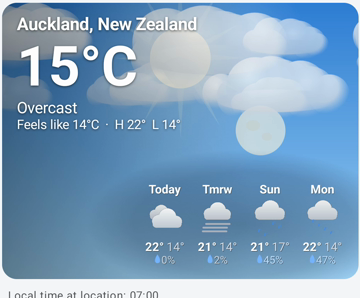 Auckland, New Zealand
15°C
Overcast
Feels like 14°C · H 22° L 14°
Today Tmrw Sun Mon
22° 14° 21° 14° 21° 17° 22° 14°
0% 2% 45% 47%
Local time at location: 07:00